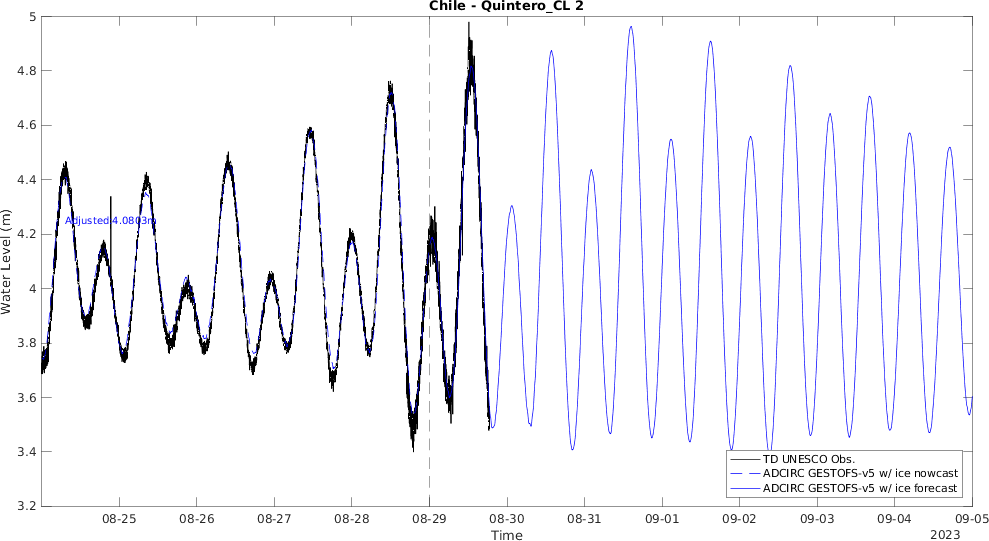 Chile - Quintero_CL 2
5
4.8
4.6
4.4
4.2
4
3.8
3.6
3.4
3.2
Water Level (m)
Adjusted 4.0803m
TD UNESCO Obs.
ADCIRC GESTOFS-v5 w/ ice nowcast
ADCIRC GESTOFS-v5 w/ ice forecast
08-25 08-26 08-27 08-28 08-29 08-30 08-31 09-01 09-02 09-03 09-04 09-05
Time
2023